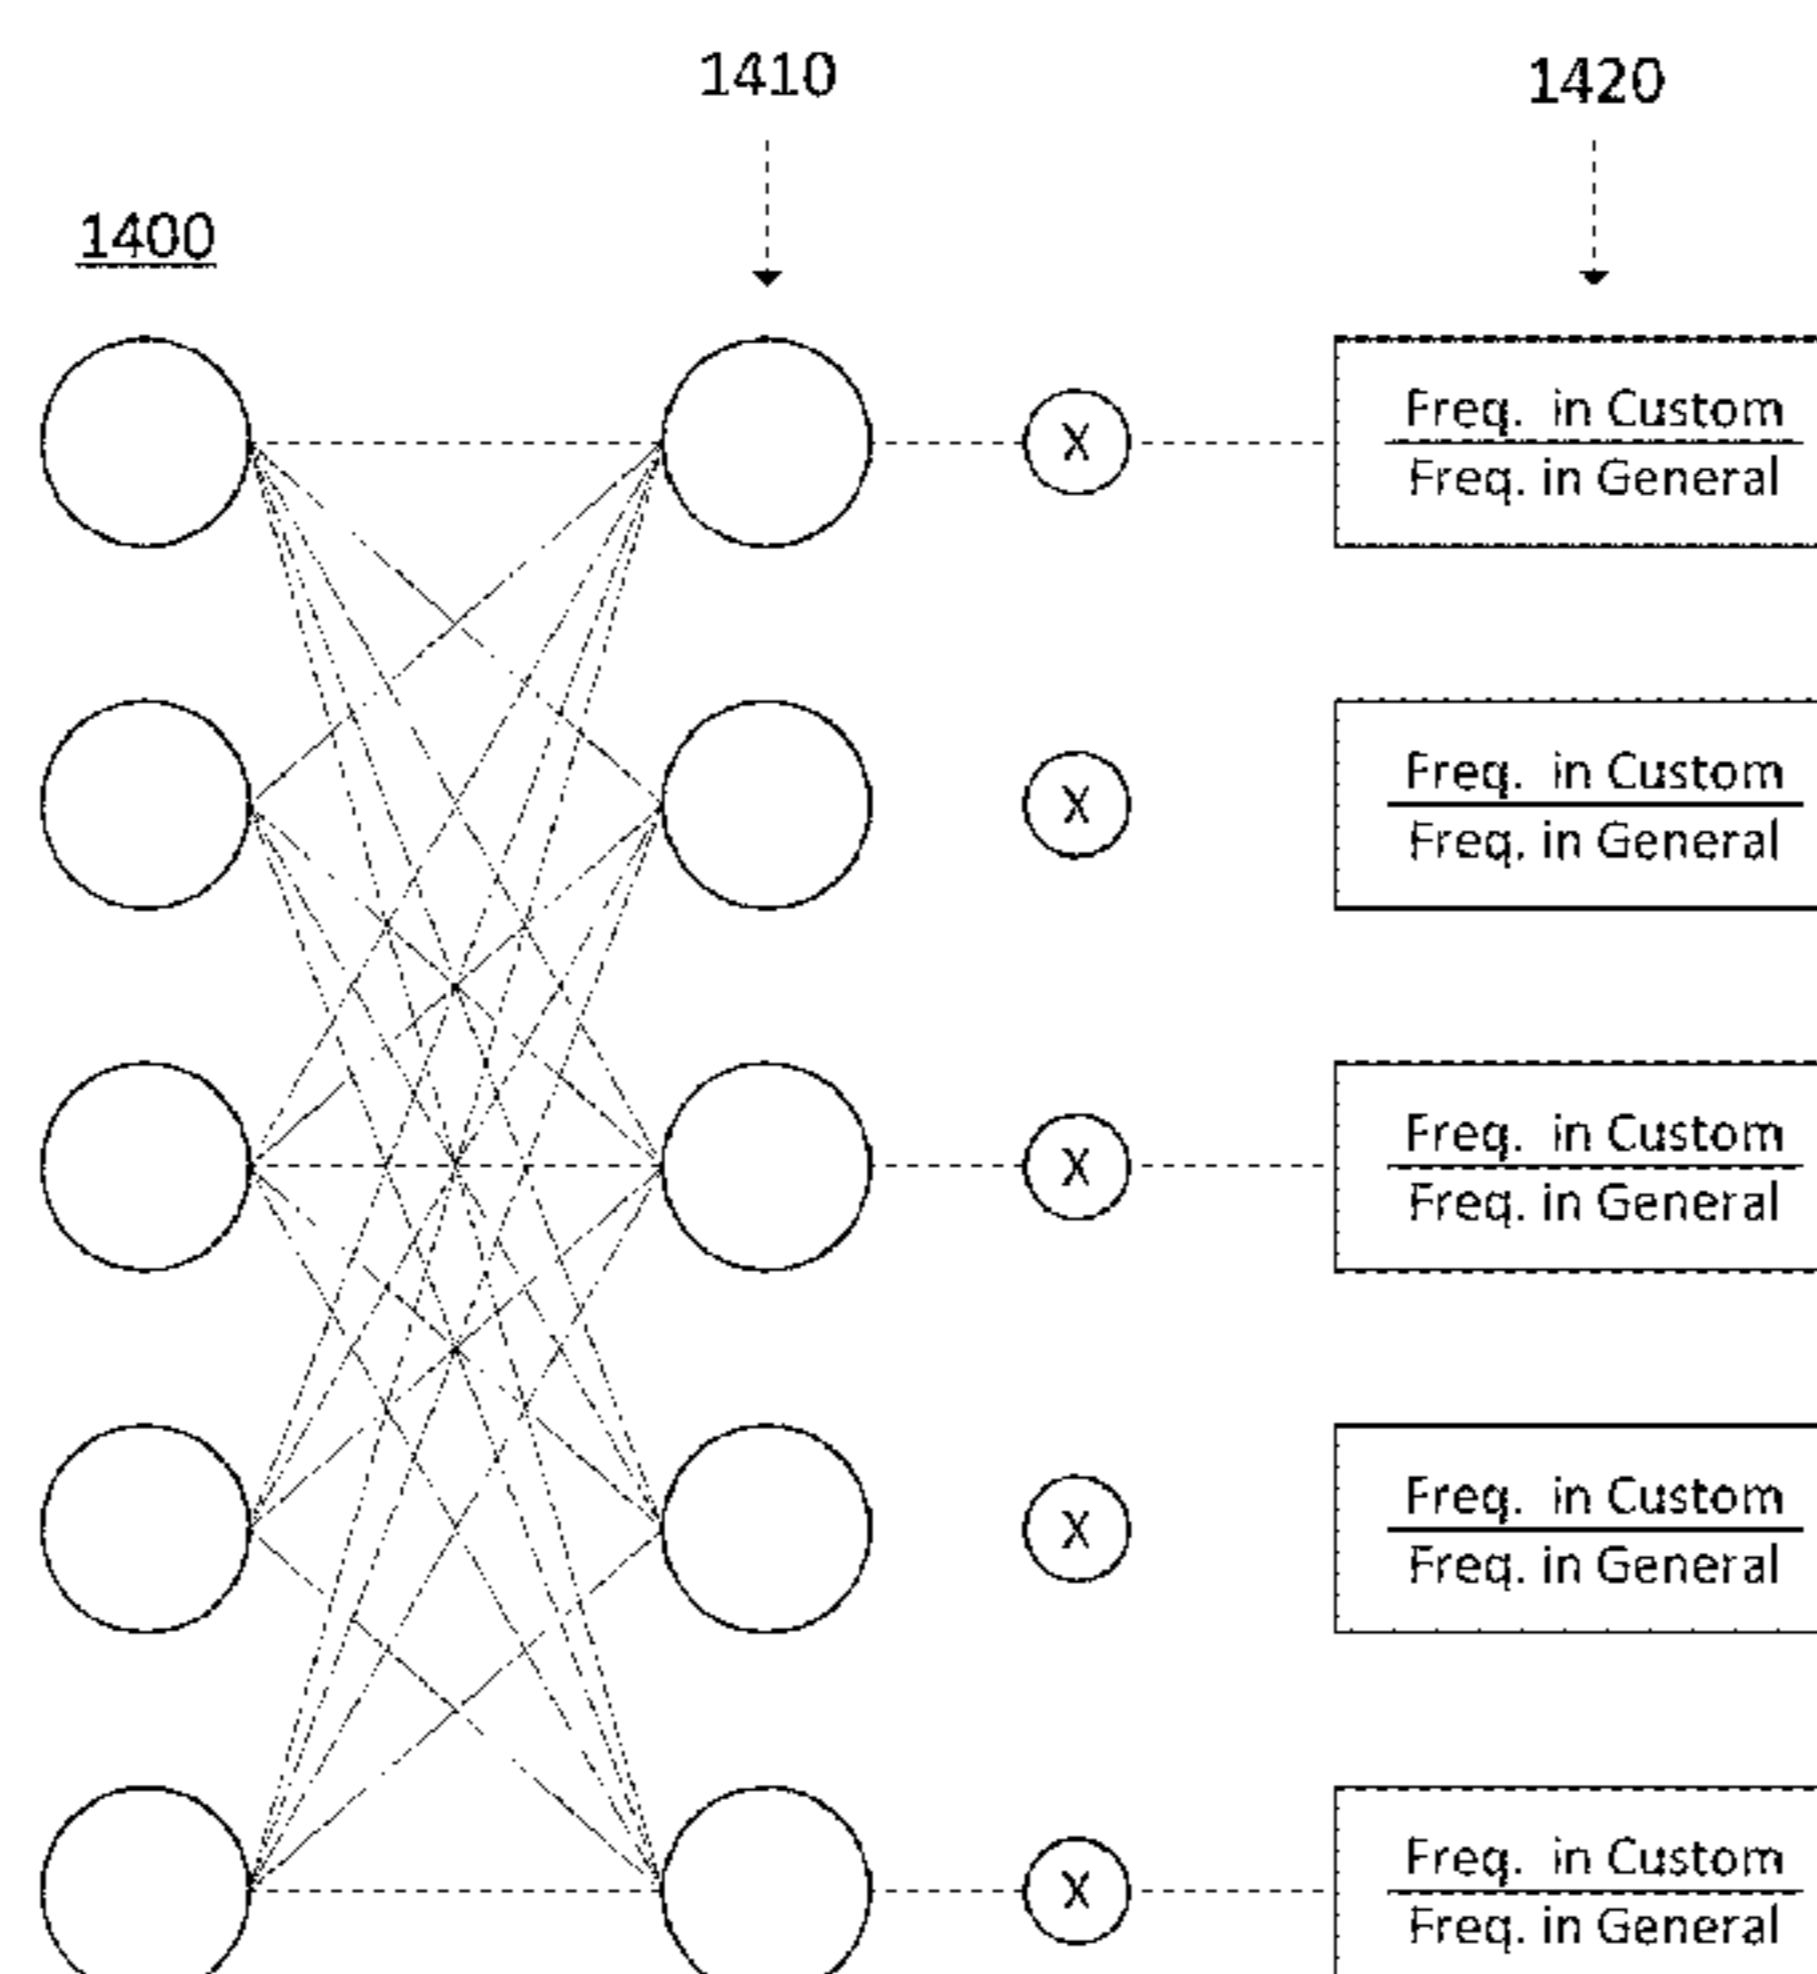 1410
1420
1400
Freq. in Custom
Freq. in General
X
Freq. in Custom
Freq. in General
X
Freq. in Custom
Freq. in General
X
Freq. in Custom
Freq. in General
X
Freq. in Custom
Freq. in General
X